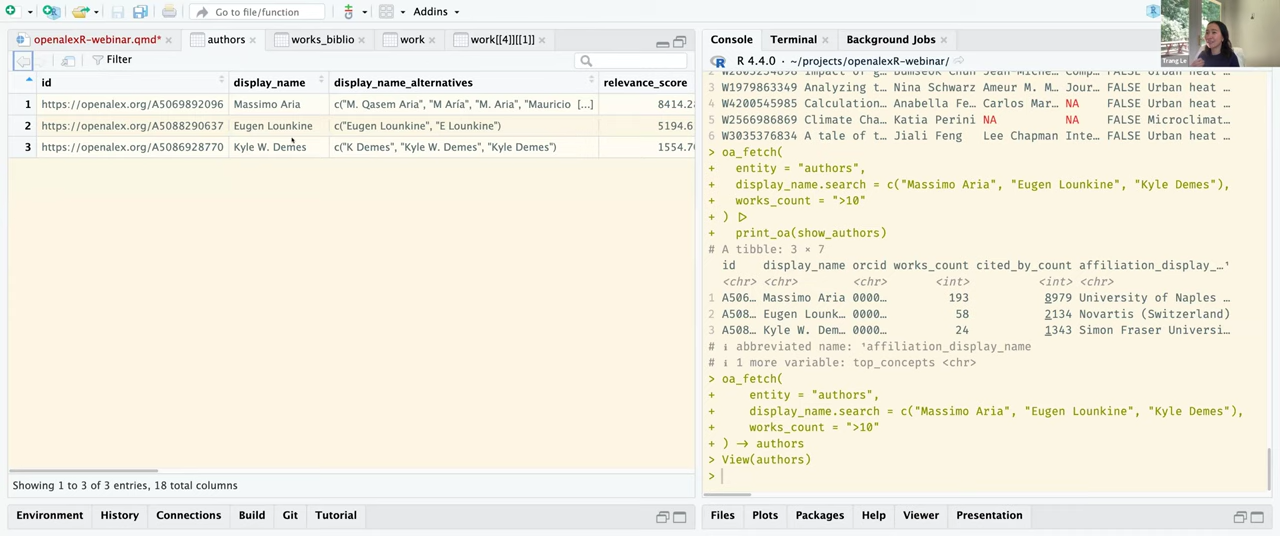 Go to file/function
Addins
openalexR-webinar.qmd*
authors
works_biblio
work
work[[4]][[1]]
Filter
id display_name display_name_alternatives relevance_score
1 https://openalex.org/A5069892096 Massimo Aria c("M. Qasem Aria", "M Aría", "M. Aria", "Mauricio [...] 8414.2
2 https://openalex.org/A5088290637 Eugen Lounkine c("Eugen Lounkine", "E Lounkine") 5194.6
3 https://openalex.org/A5086928770 Kyle W. Demes c("K Demes", "Kyle W. Demes", "Kyle Demes") 1554.7
Showing 1 to 3 of 3 entries, 18 total columns
Environment History Connections Build Git Tutorial
Console Terminal Background Jobs
R 4.4.0 · ~/projects/openalexR-webinar/
Trang Le
3 W1979863349 Analyzing t… Nina Schwarz Ameur M. M… Jour… FALSE Urban heat …
4 W4200545985 Calculation… Anabella Fe… Carlos Mar… NA FALSE Urban heat …
5 W2566986869 Climate Cha… Katia Perini NA NA FALSE Microclimat…
6 W3035376834 A tale of t… Jiali Feng Lee Chapman Inte… FALSE Urban heat …
> oa_fetch(
+ entity = "authors",
+ display_name.search = c("Massimo Aria", "Eugen Lounkine", "Kyle Demes"),
+ works_count = ">10"
+ ) |>
+ print_oa(show_authors)
# A tibble: 3 × 7
id display_name orcid works_count cited_by_count affiliation_display_…¹
<chr> <chr> <chr> <int> <int> <chr>
1 A506… Massimo Aria 0000… 193 8979 University of Naples …
2 A508… Eugen Lounk… 0000… 58 2134 Novartis (Switzerland)
3 A508… Kyle W. Dem… 0000… 24 1343 Simon Fraser Universi…
# ℹ abbreviated name: ¹affiliation_display_name
# ℹ 1 more variable: top_concepts <chr>
> oa_fetch(
+ entity = "authors",
+ display_name.search = c("Massimo Aria", "Eugen Lounkine", "Kyle Demes"),
+ works_count = ">10"
+ ) -> authors
> View(authors)
>
Files Plots Packages Help Viewer Presentation